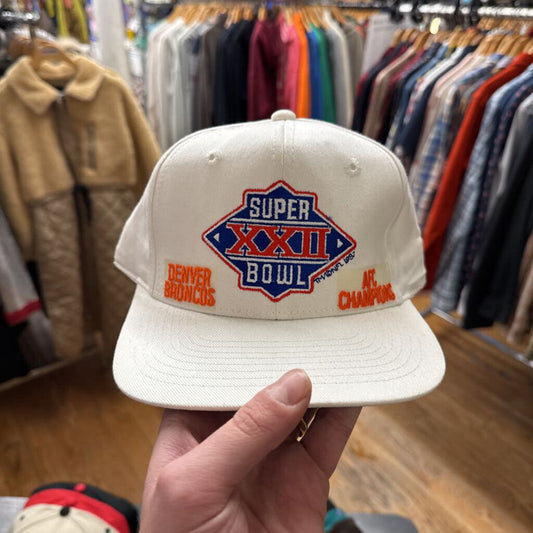 SUPER
XXII
BOWL
DENVER
BRONCOS
AFC
CHAMPIONS